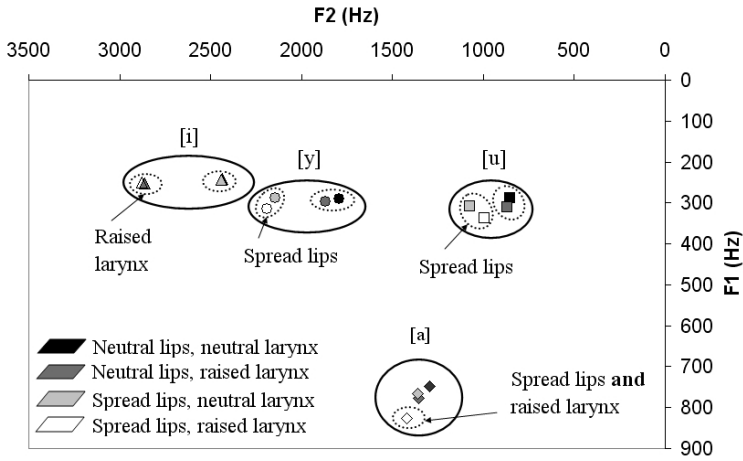 F2 (Hz)
3500 3000 2500 2000 1500 1000 500 0
0
100
200
300
400
500
600
700
800
900
F1 (Hz)
[i]
[y]
[u]
Raised
larynx
Spread lips
Spread lips
[a]
Spread lips and
raised larynx
Neutral lips, neutral larynx
Neutral lips, raised larynx
Spread lips, neutral larynx
Spread lips, raised larynx